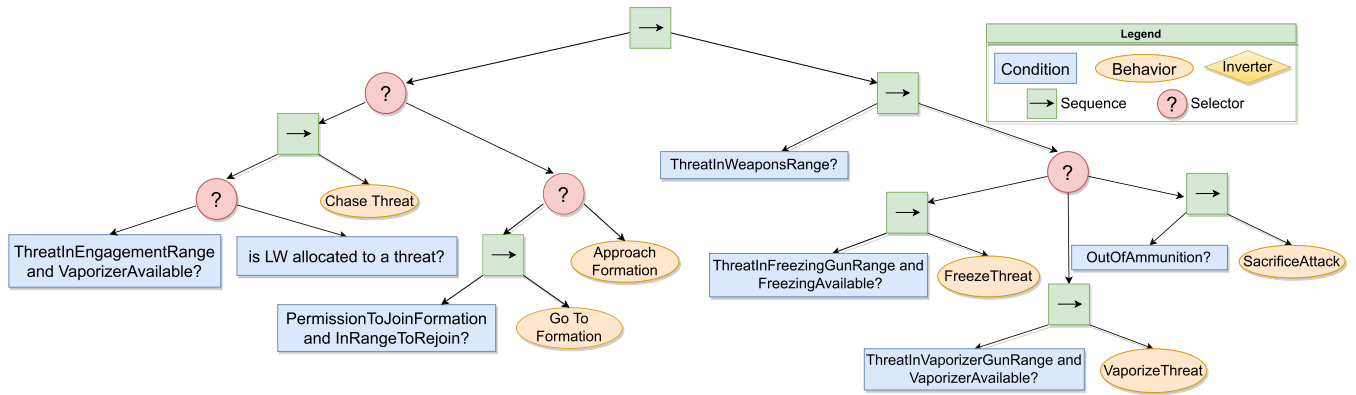 Legend
Condition
Behavior
Inverter
Sequence
?
Selector
?
ThreatInWeaponsRange?
?
?
Chase Threat
?
ThreatInEngagementRange
and VaporizerAvailable?
is LW allocated to a threat?
Approach
Formation
PermissionToJoinFormation
and InRangeToRejoin?
Go To
Formation
ThreatInFreezingGunRange and
FreezingAvailable?
FreezeThreat
OutOfAmmunition?
SacrificeAttack
ThreatInVaporizerGunRange and
VaporizerAvailable?
VaporizeThreat